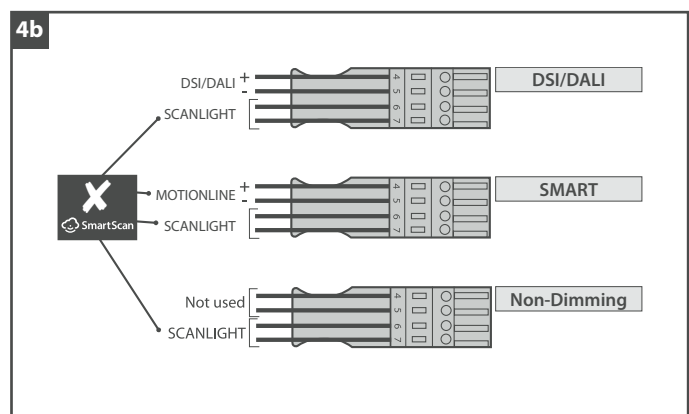 4b
DSI/DALI + 4 DSI/DALI
- 5
SCANLIGHT 6
7
MOTIONLINE + 4 SMART
- 5
SCANLIGHT 6
7
X SmartScan
Not used 4 Non-Dimming
5
SCANLIGHT 6
7